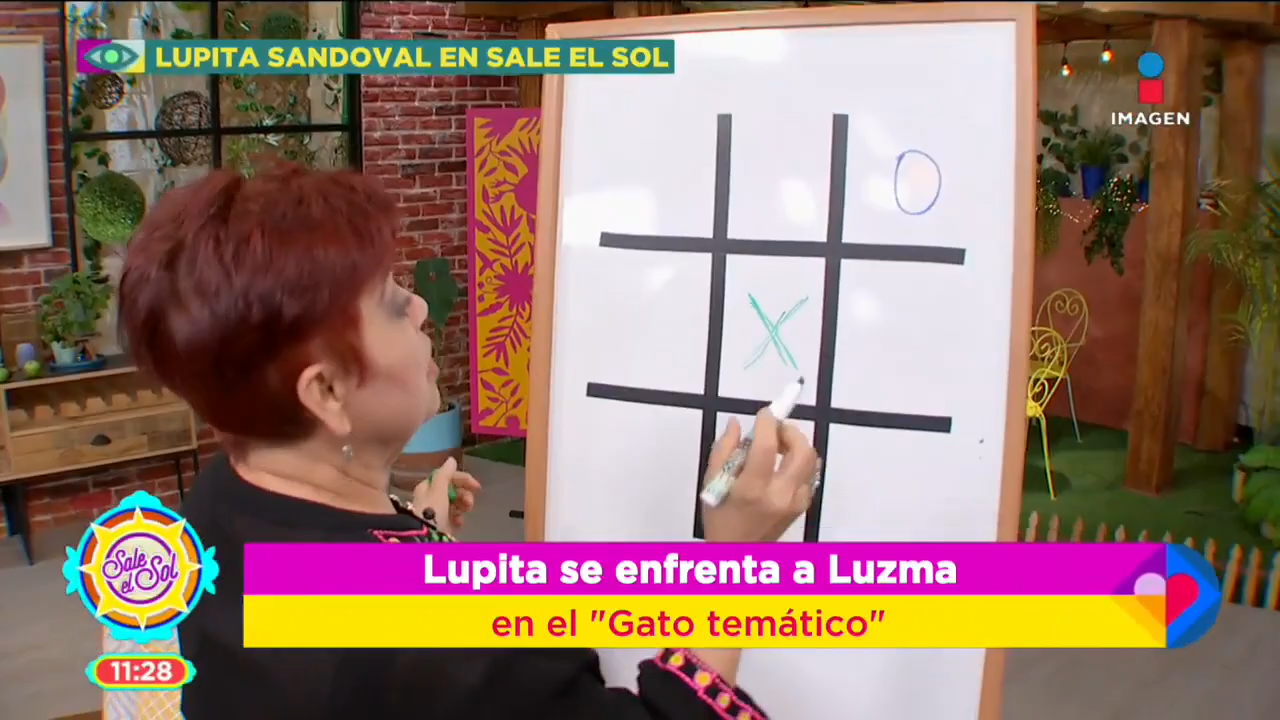 LUPITA SANDOVAL EN SALE EL SOL
IMAGEN
O
X
Sale
el Sol
Lupita se enfrenta a Luzma
en el "Gato temático"
11:28